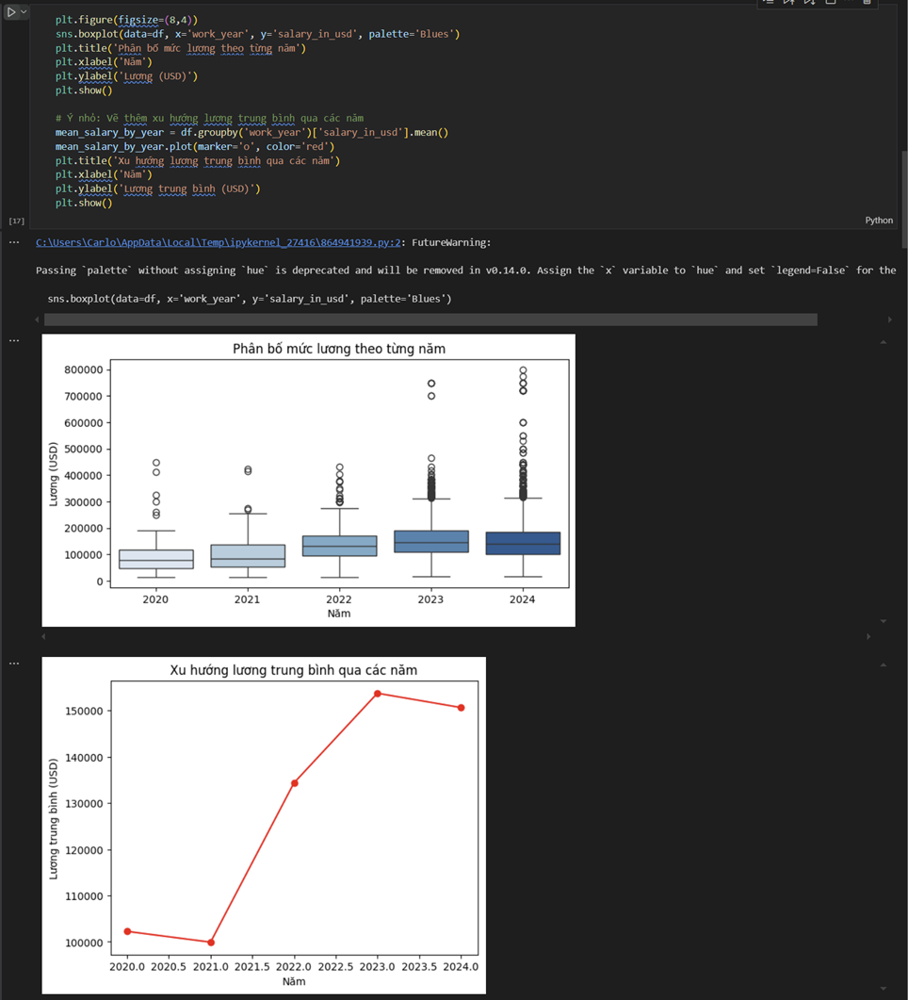 plt.figure(figsize=(8,4))
sns.boxplot(data=df, x='work_year', y='salary_in_usd', palette='Blues')
plt.title('Phân bố mức lương theo từng năm')
plt.xlabel('Năm')
plt.ylabel('Lương (USD)')
plt.show()
# Ý nhỏ: Vẽ thêm xu hướng lương trung bình qua các năm
mean_salary_by_year = df.groupby('work_year')['salary_in_usd'].mean()
mean_salary_by_year.plot(marker='o', color='red')
plt.title('Xu hướng lương trung bình qua các năm')
plt.xlabel('Năm')
plt.ylabel('Lương trung bình (USD)')
plt.show()
[17]
Python
C:\Users\Carlo\AppData\Local\Temp\ipykernel_27416\864941939.py:2: FutureWarning:
Passing `palette` without assigning `hue` is deprecated and will be removed in v0.14.0. Assign the `x` variable to `hue` and set `legend=False` for the
sns.boxplot(data=df, x='work_year', y='salary_in_usd', palette='Blues')
Phân bố mức lương theo từng năm
Lương (USD)
800000
700000
600000
500000
400000
300000
200000
100000
0
2020 2021 2022 2023 2024
Năm
Xu hướng lương trung bình qua các năm
Lương trung bình (USD)
150000
140000
130000
120000
110000
100000
2020.0 2020.5 2021.0 2021.5 2022.0 2022.5 2023.0 2023.5 2024.0
Năm